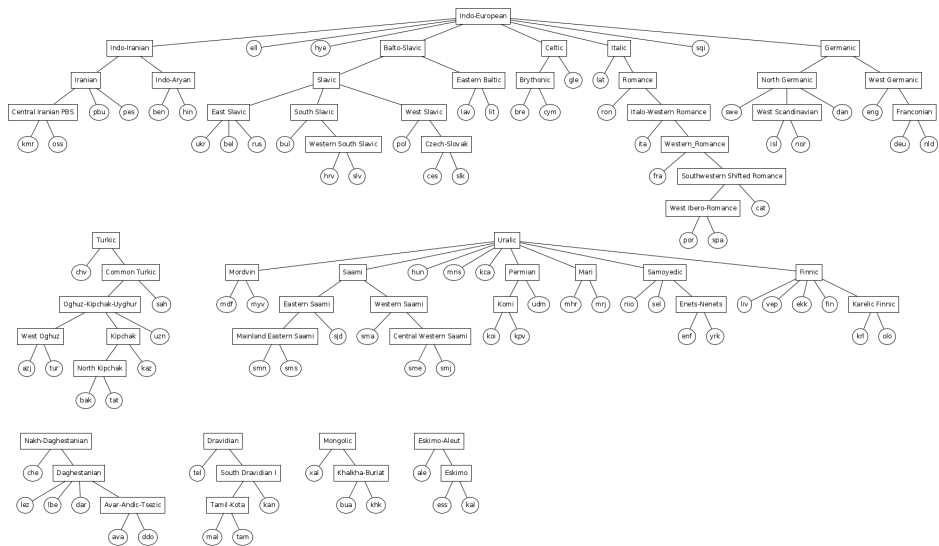 Indo-European
Indo-Iranian ell hye Balto-Slavic Celtic Italic sqi Germanic
Iranian Indo-Aryan Slavic Eastern Baltic Brythonic gle lat Romance North Germanic West Germanic
Central Iranian PBS pbu pes ben hin East Slavic South Slavic West Slavic lav lit bre cym ron Italo-Western Romance swe West Scandinavian dan eng Franconian
kmr oss ukr bel rus bul Western South Slavic pol Czech-Slovak ita Western_Romance isl nor deu nld
hrv slv ces slk fra Southwestern Shifted Romance
West Ibero-Romance cat
Turkic Uralic por spa
chv Common Turkic Mordvin Saami hun mns kca Permian Mari Samoyedic Finnic
Oghuz-Kipchak-Uyghur sah mdf myv Eastern Saami Western Saami Komi udm mhr mrj nio sel Enets-Nenets liv vep ekk fin Karelic Finnic
West Oghuz Kipchak uzn Mainland Eastern Saami sjd sma Central Western Saami koi kpv enf yrk krl olo
azj tur North Kipchak kaz smn sms sme smj
bak tat
Nakh-Daghestanian Dravidian Mongolic Eskimo-Aleut
che Daghestanian tel South Dravidian I xal Khalkha-Buriat ale Eskimo
lez lbe dar Avar-Andic-Tsezic Tamil-Kota kan bua khk ess kal
ava ddo mal tam